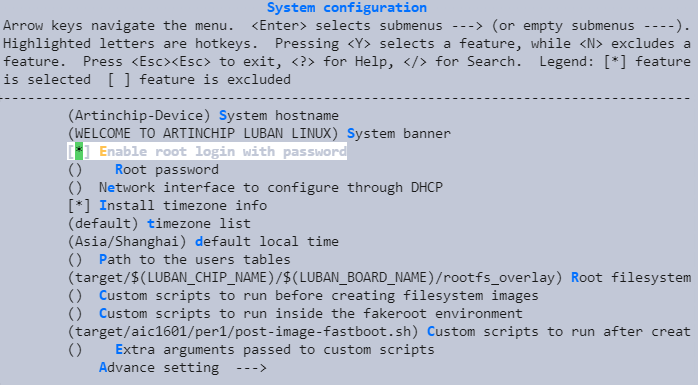 System configuration
Arrow keys navigate the menu.  <Enter> selects submenus ---> (or empty submenus ----).
Highlighted letters are hotkeys.  Pressing <Y> selects a feature, while <N> excludes a
feature.  Press <Esc><Esc> to exit, <?> for Help, </> for Search.  Legend: [*] feature
is selected  [ ] feature is excluded
(Artinchip-Device) System hostname
(WELCOME TO ARTINCHIP LUBAN LINUX) System banner
[*] Enable root login with password
()    Root password
()  Network interface to configure through DHCP
[*] Install timezone info
(default) timezone list
(Asia/Shanghai) default local time
()  Path to the users tables
(target/$(LUBAN_CHIP_NAME)/$(LUBAN_BOARD_NAME)/rootfs_overlay) Root filesystem
()  Custom scripts to run before creating filesystem images
()  Custom scripts to run inside the fakeroot environment
(target/aic1601/per1/post-image-fastboot.sh) Custom scripts to run after creat
()    Extra arguments passed to custom scripts
Advance setting  --->